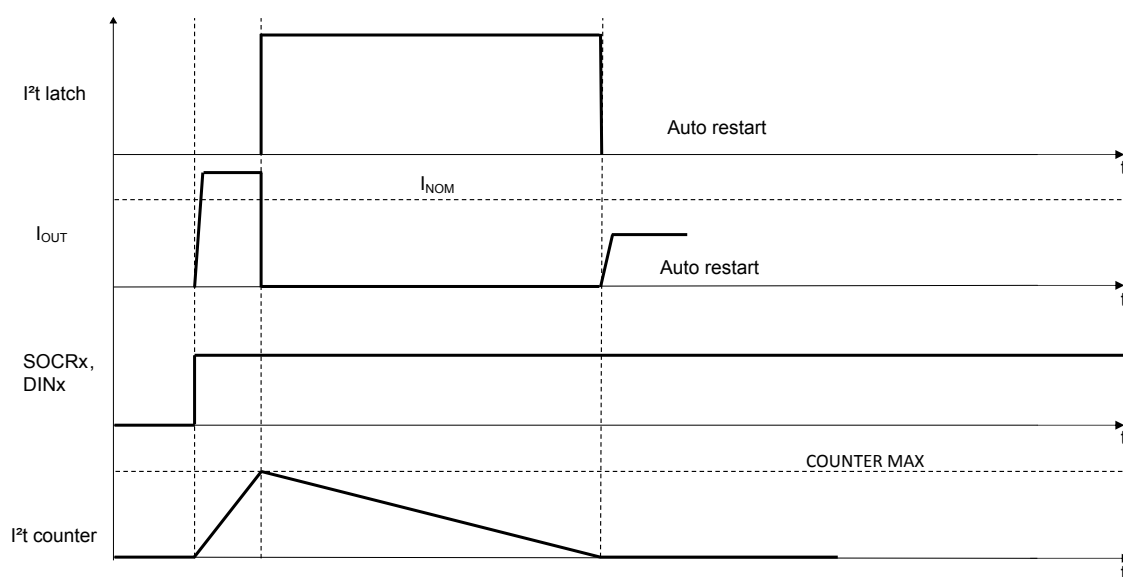 I²t latch
Auto restart
t
I_NOM
I_OUT
Auto restart
t
SOCRx,
DINx
t
COUNTER MAX
I²t counter
t